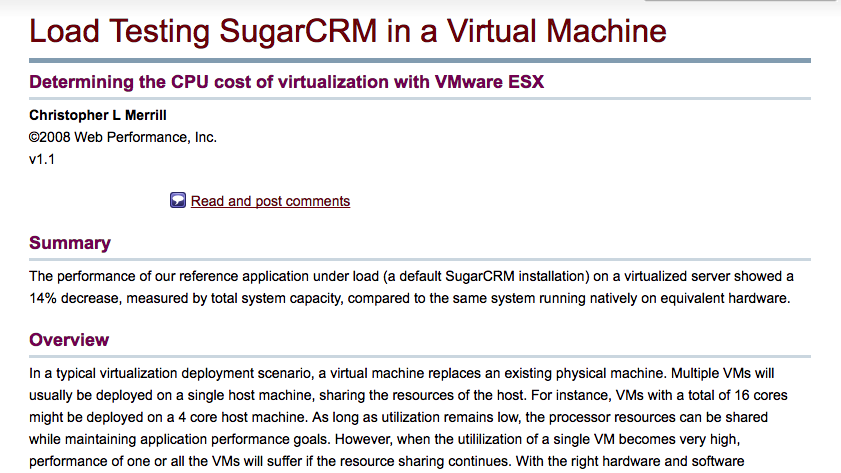 Load Testing SugarCRM in a Virtual Machine
Determining the CPU cost of virtualization with VMware ESX
Christopher L Merrill
©2008 Web Performance, Inc.
v1.1
Read and post comments
Summary
The performance of our reference application under load (a default SugarCRM installation) on a virtualized server showed a
14% decrease, measured by total system capacity, compared to the same system running natively on equivalent hardware.
Overview
In a typical virtualization deployment scenario, a virtual machine replaces an existing physical machine. Multiple VMs will
usually be deployed on a single host machine, sharing the resources of the host. For instance, VMs with a total of 16 cores
might be deployed on a 4 core host machine. As long as utilization remains low, the processor resources can be shared
while maintaining application performance goals. However, when the utililization of a single VM becomes very high,
performance of one or all the VMs will suffer if the resource sharing continues. With the right hardware and software